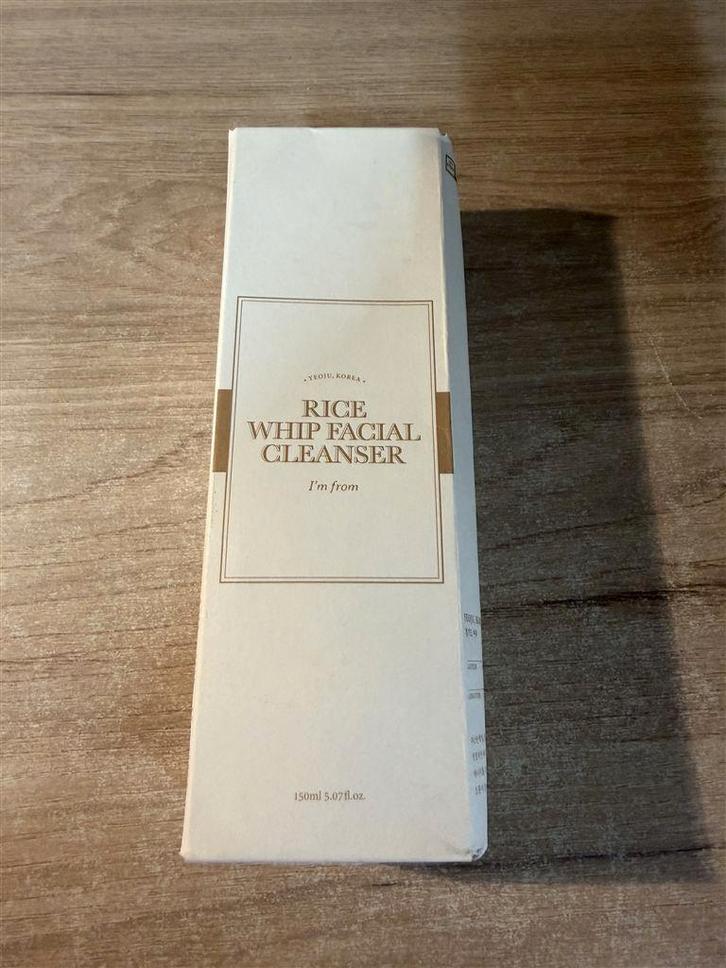 • YEOJU, KOREA •
RICE
WHIP FACIAL
CLEANSER
I'm from
150ml 5.07fl.oz.